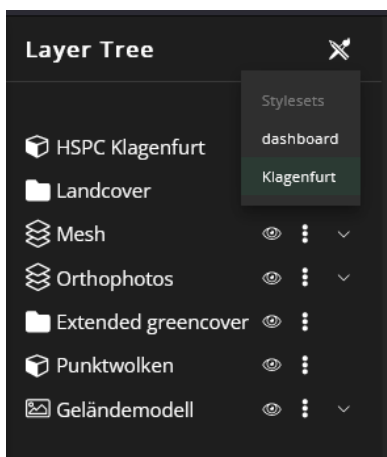 Layer Tree
Stylesets
dashboard
Klagenfurt
HSPC Klagenfurt
Landcover
Mesh
Orthophotos
Extended greencover
Punktwolken
Geländemodell